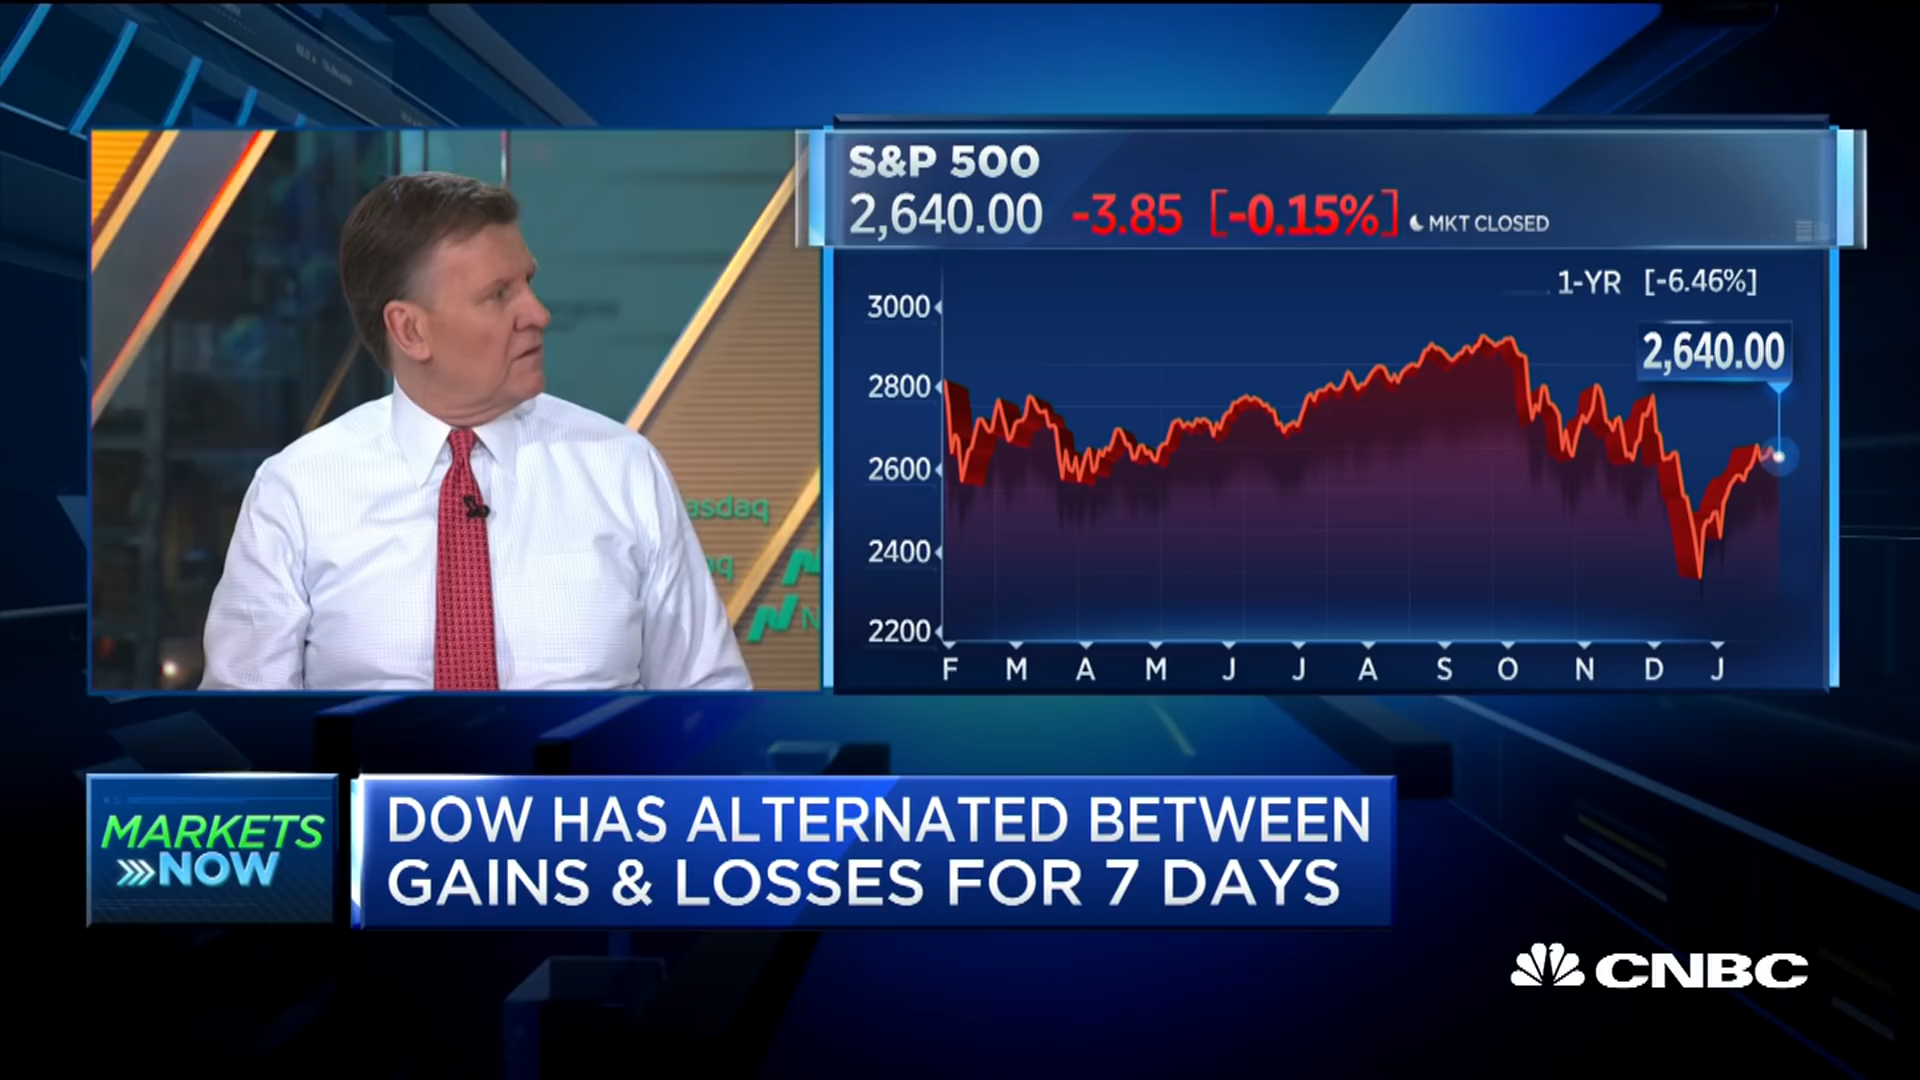 S&P 500
2,640.00 -3.85 [-0.15%] MKT CLOSED
1-YR [-6.46%]
2,640.00
3000
2800
2600
2400
2200
F M A M J J A S O N D J
asdaq
MARKETS
NOW
DOW HAS ALTERNATED BETWEEN
GAINS & LOSSES FOR 7 DAYS
CNBC